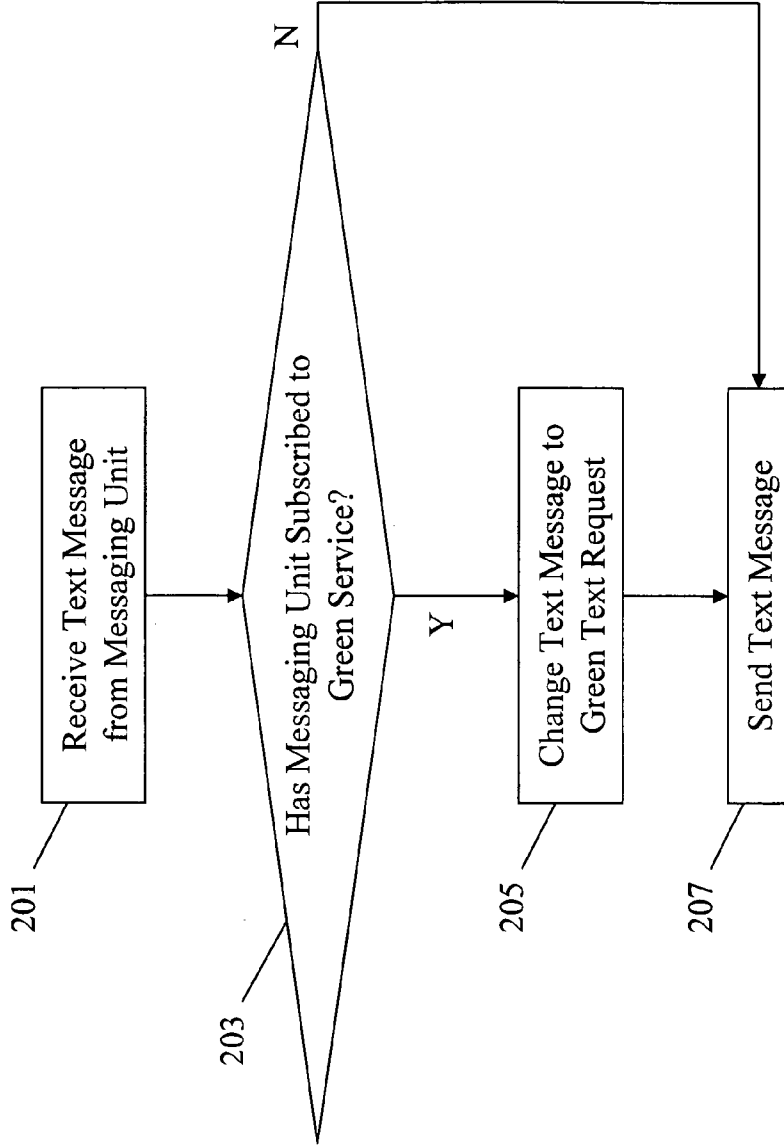 201
Receive Text Message
from Messaging Unit
203
Has Messaging Unit Subscribed to
Green Service?
N
Y
205
Change Text Message to
Green Text Request
207
Send Text Message